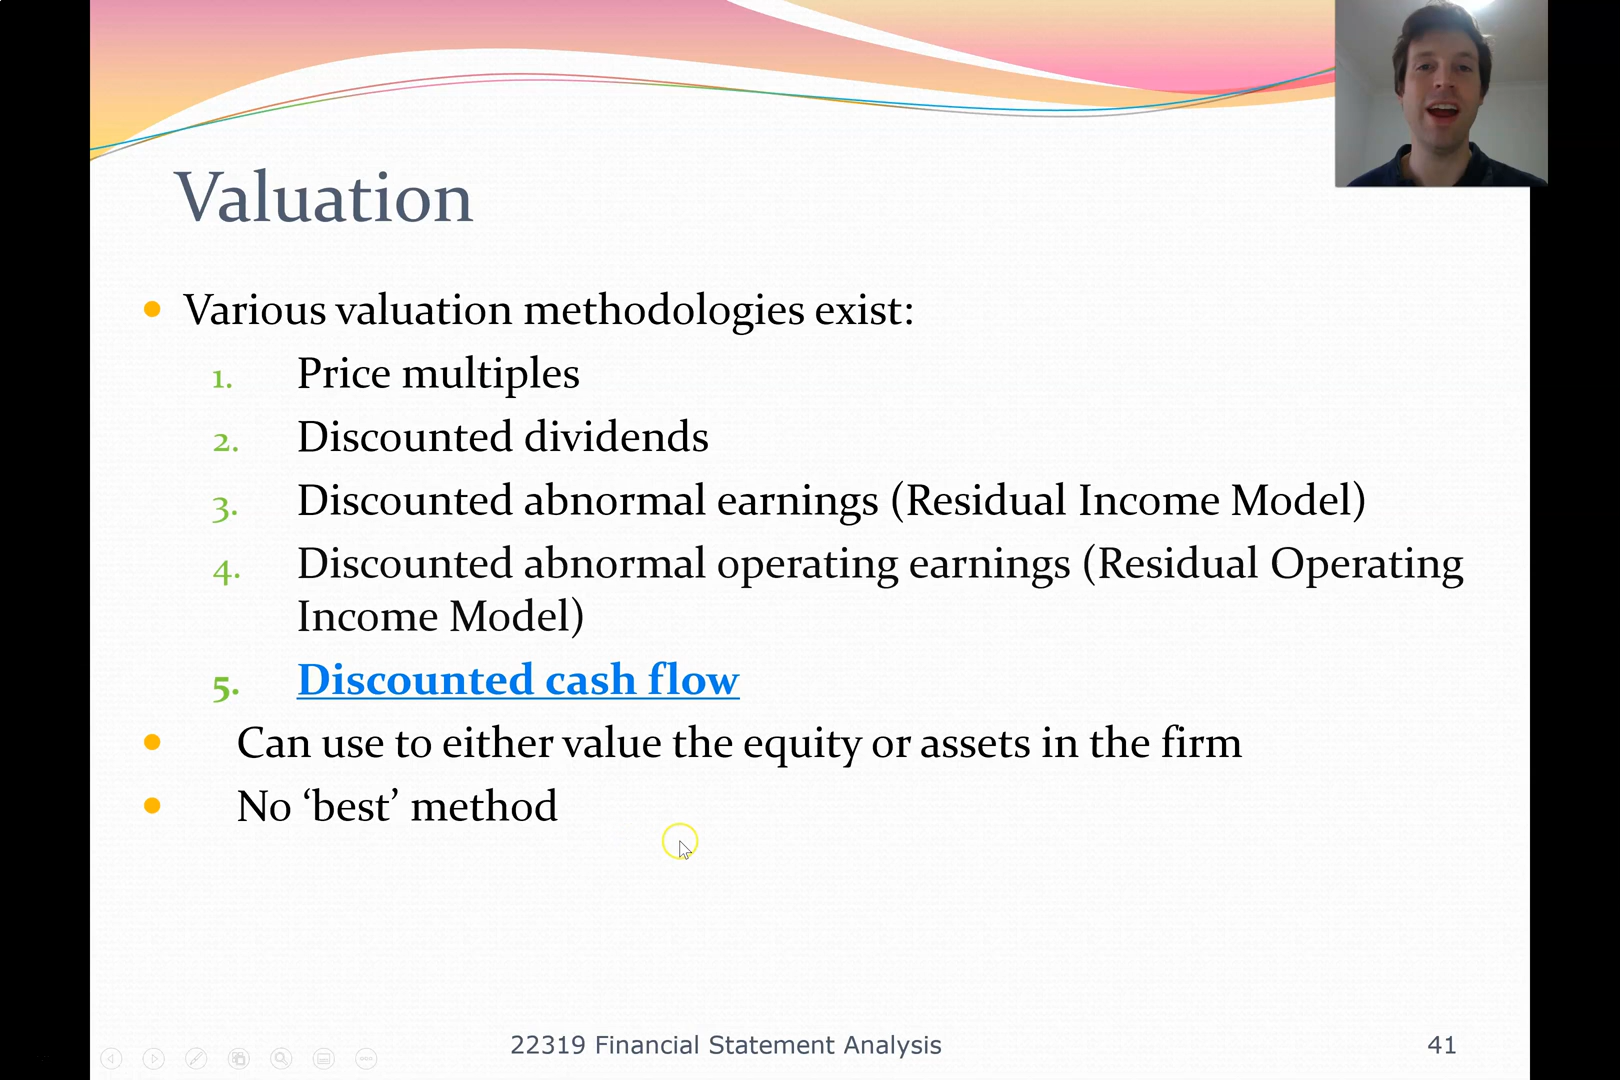 Valuation
• Various valuation methodologies exist:
1. Price multiples
2. Discounted dividends
3. Discounted abnormal earnings (Residual Income Model)
4. Discounted abnormal operating earnings (Residual Operating
Income Model)
5. Discounted cash flow
• Can use to either value the equity or assets in the firm
• No ‘best’ method
22319 Financial Statement Analysis
41